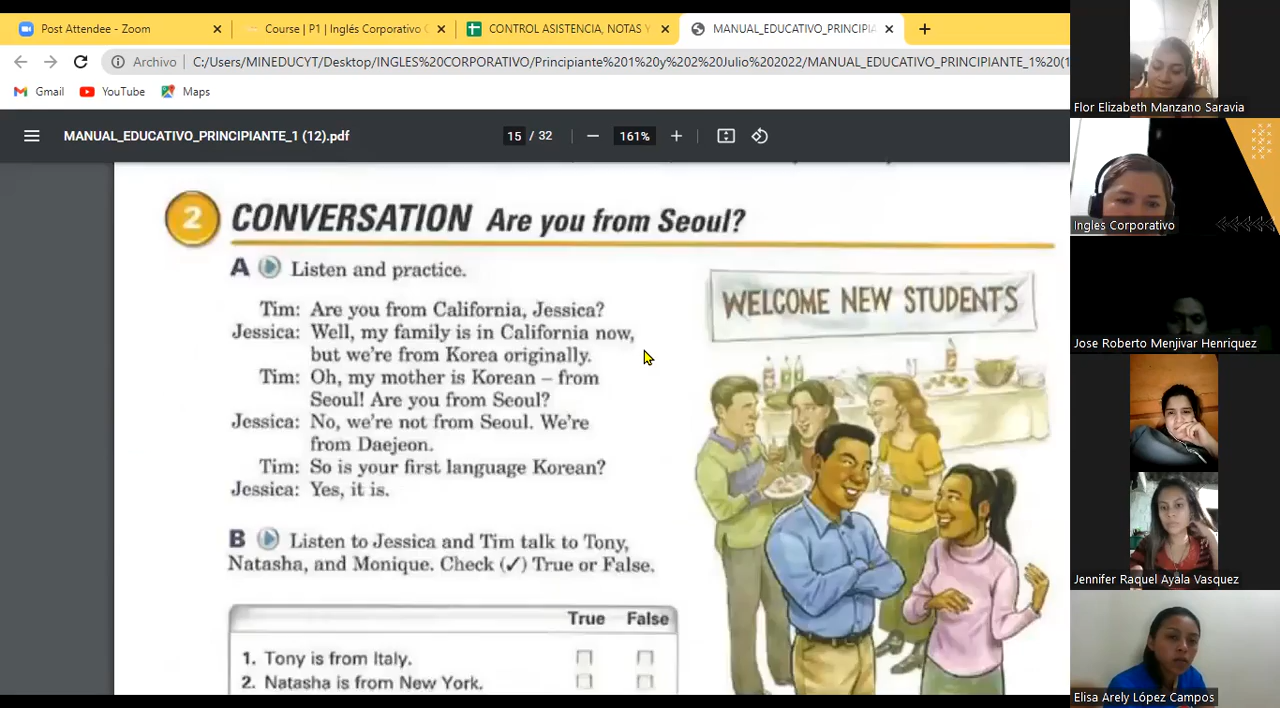 Post Attendee - Zoom
Course | P1 | Inglés Corporativo
CONTROL ASISTENCIA, NOTAS Y
MANUAL_EDUCATIVO_PRINCIPIA
Archivo
C:/Users/MINEDUCYT/Desktop/INGLES%20CORPORATIVO/Principiante%201%20y%202%20Julio%202022/MANUAL_EDUCATIVO_PRINCIPIANTE_1%20(1
Gmail
YouTube
Maps
MANUAL_EDUCATIVO_PRINCIPIANTE_1 (12).pdf
15 / 32
161%
2 CONVERSATION Are you from Seoul?
A Listen and practice.
Tim: Are you from California, Jessica?
Jessica: Well, my family is in California now,
but we're from Korea originally.
Tim: Oh, my mother is Korean – from
Seoul! Are you from Seoul?
Jessica: No, we're not from Seoul. We're
from Daejeon.
Tim: So is your first language Korean?
Jessica: Yes, it is.
B Listen to Jessica and Tim talk to Tony,
Natasha, and Monique. Check (✓) True or False.
True False
1. Tony is from Italy.
2. Natasha is from New York.
WELCOME NEW STUDENTS
Flor Elizabeth Manzano Saravia
Ingles Corporativo
Jose Roberto Menjivar Henriquez
Jennifer Raquel Ayala Vasquez
Elisa Arely López Campos